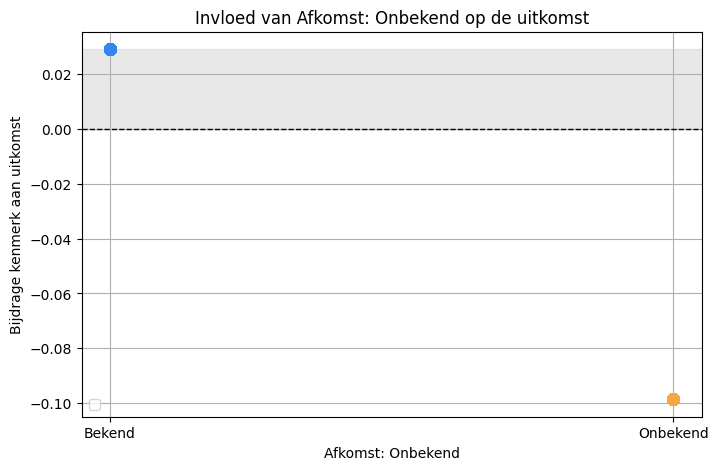 Invloed van Afkomst: Onbekend op de uitkomst
Bijdrage kenmerk aan uitkomst
0.02
0.00
−0.02
−0.04
−0.06
−0.08
−0.10
Bekend
Onbekend
Afkomst: Onbekend